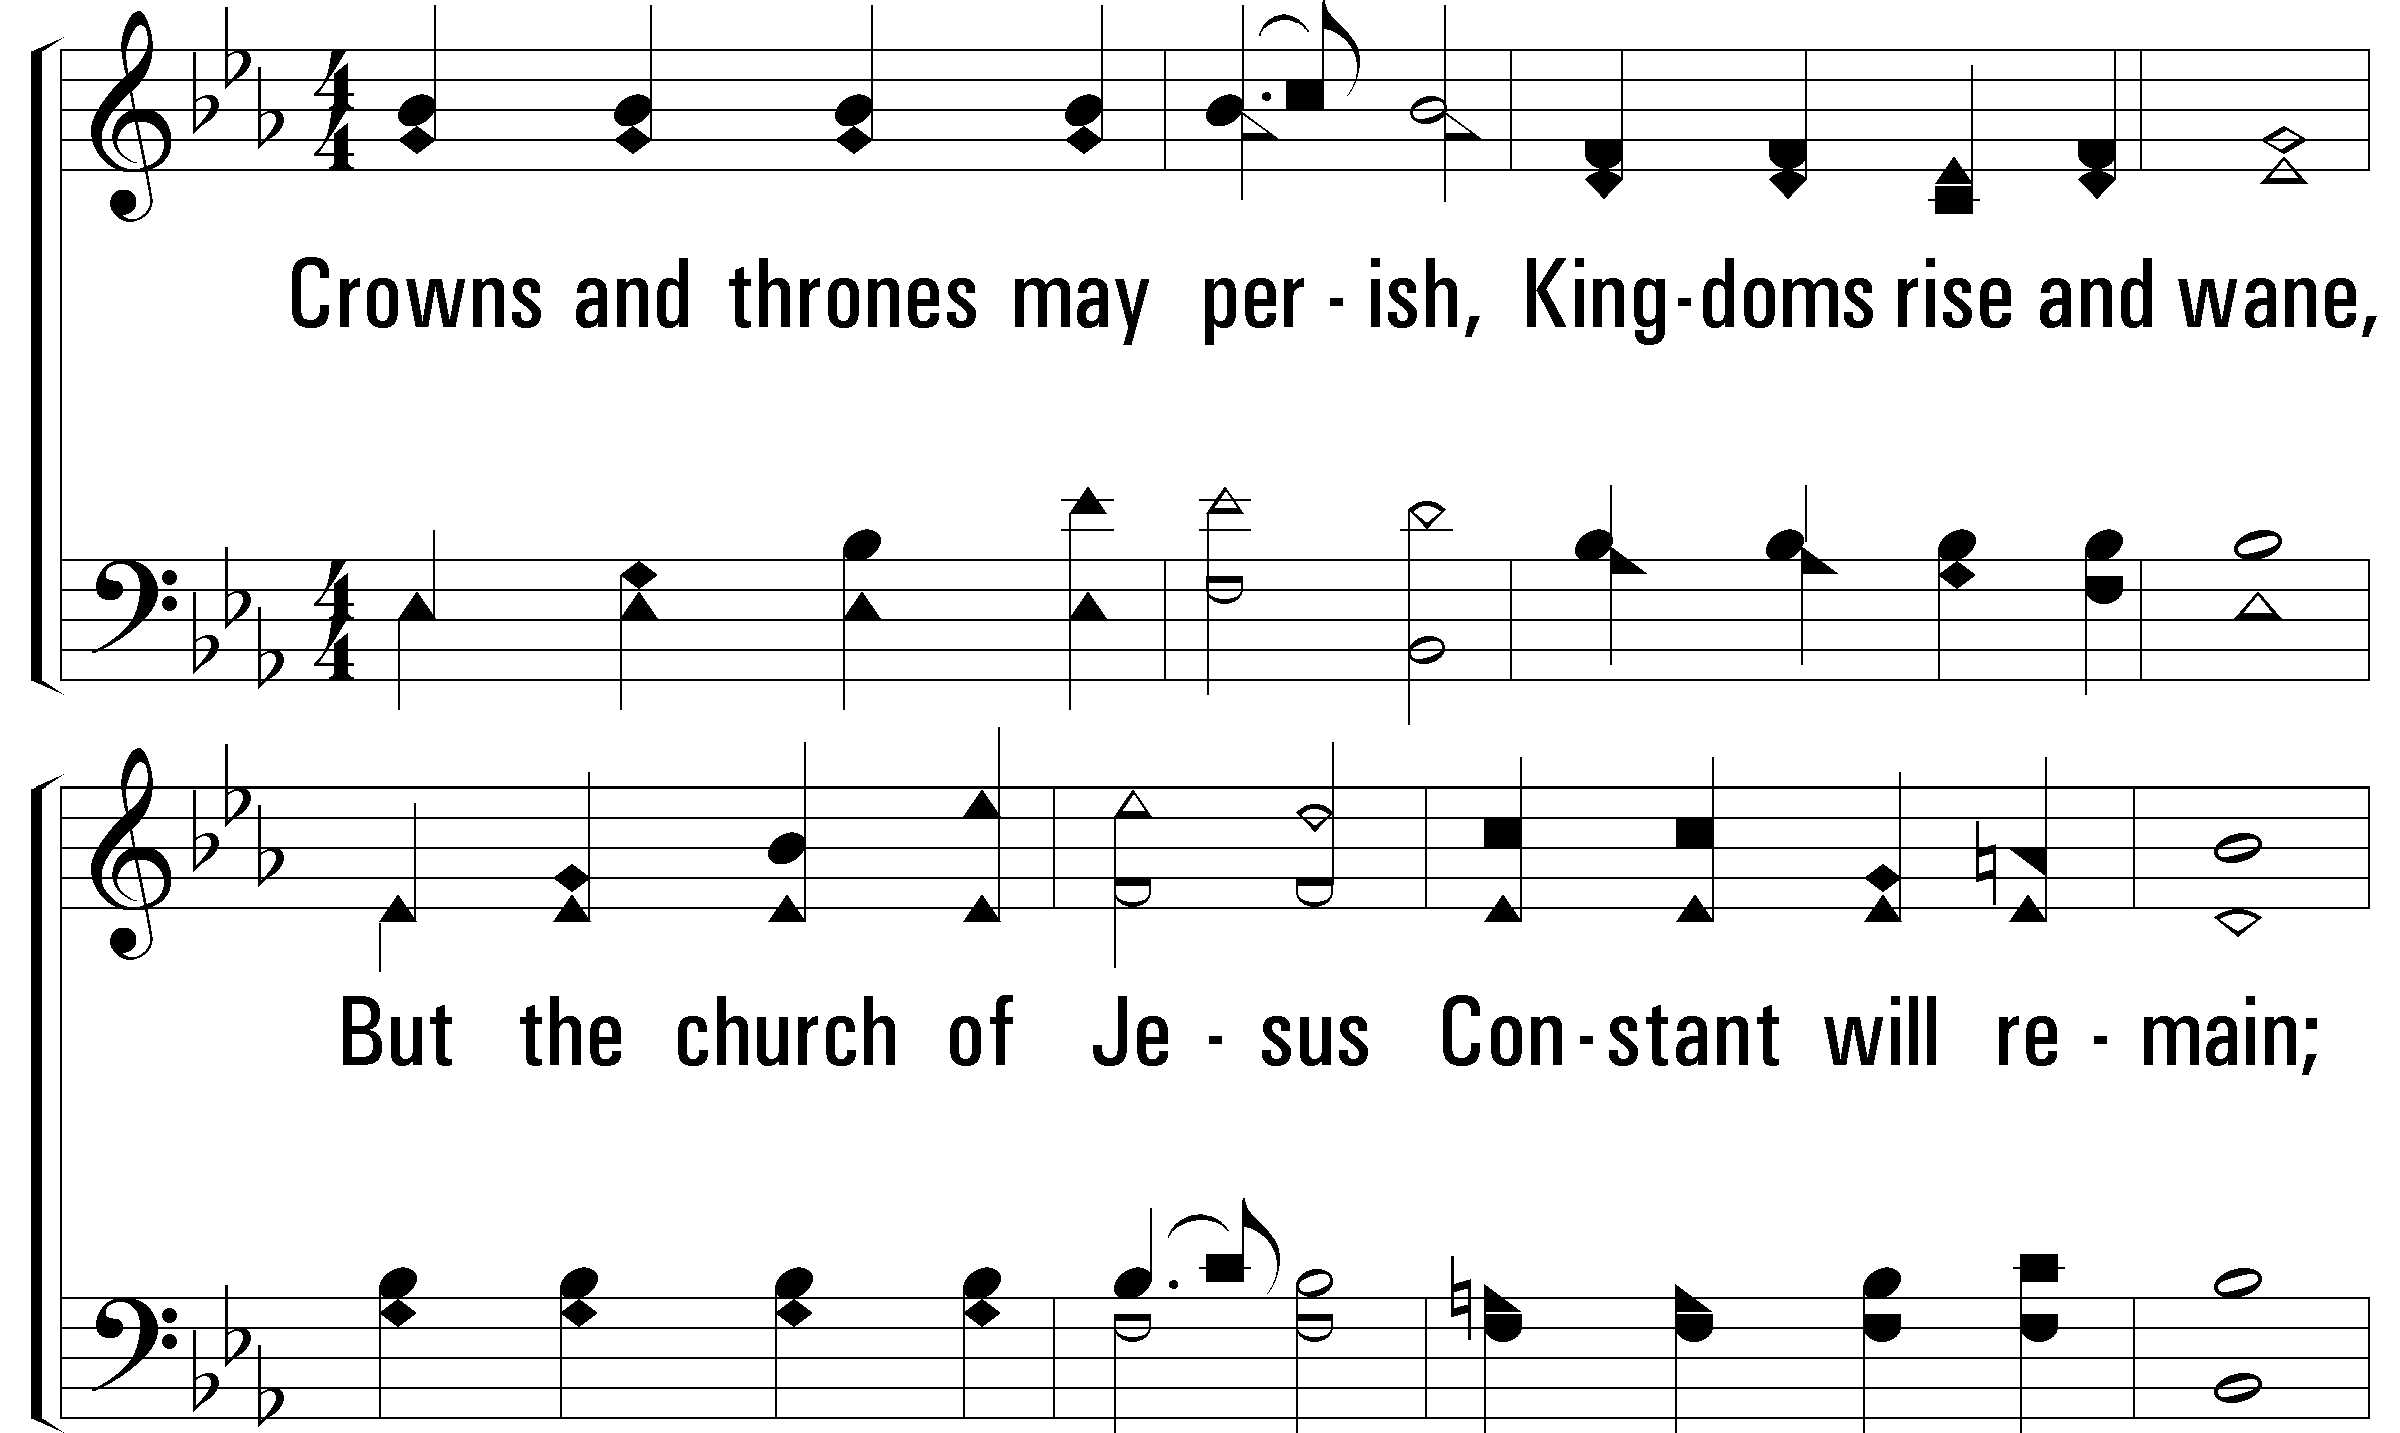 Crowns and thrones may per - ish, King-doms rise and wane,
But the church of Je - sus Con-stant will re - main;